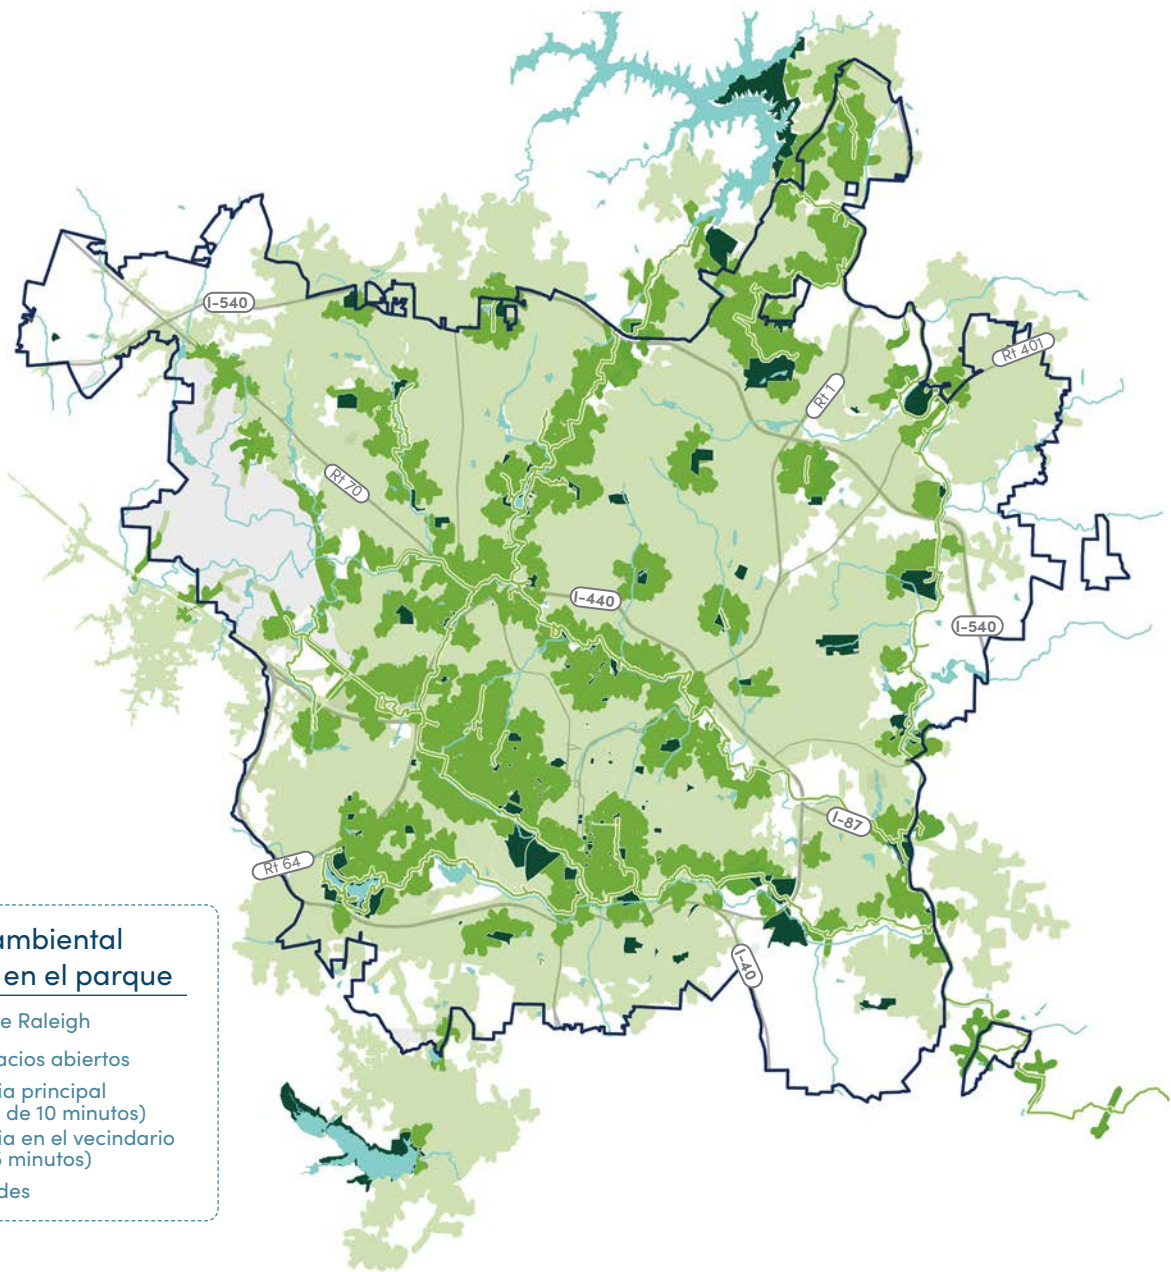 I-540
Rt 401
Rt 1
Rt 70
I-440
I-540
I-87
Rt 64
I-40
ambiental
en el parque
e Raleigh
acios abiertos
ia principal
de 10 minutos)
ia en el vecindario
minutos)
des